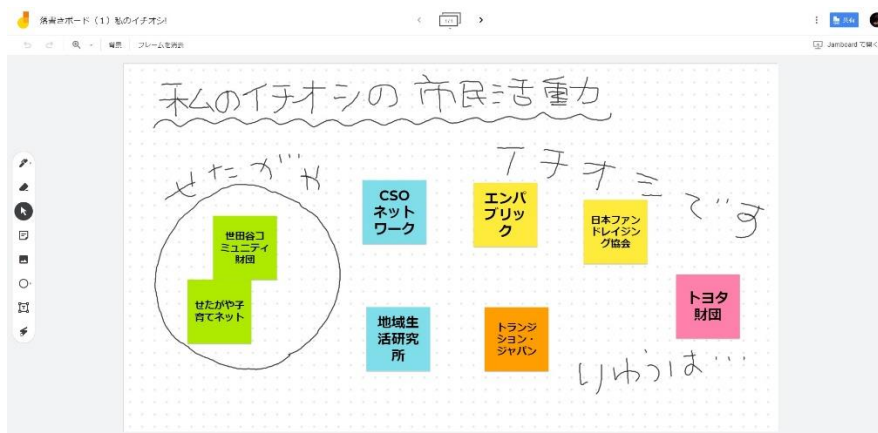 落書きボード（1）私のイチオシ!
1/1
共有
背景
フレームを消去
Jamboard で開く
私のイチオシの 市民活動
せたがや
イチオシです
CSO
ネット
ワーク
エンパ
ブリッ
ク
日本ファン
ドレイジン
グ協会
世田谷コ
ミュニティ
財団
せたがや子
育てネット
トヨタ
財団
地域生
活研究
所
トランジ
ション・
ジャパン
りゆうは…